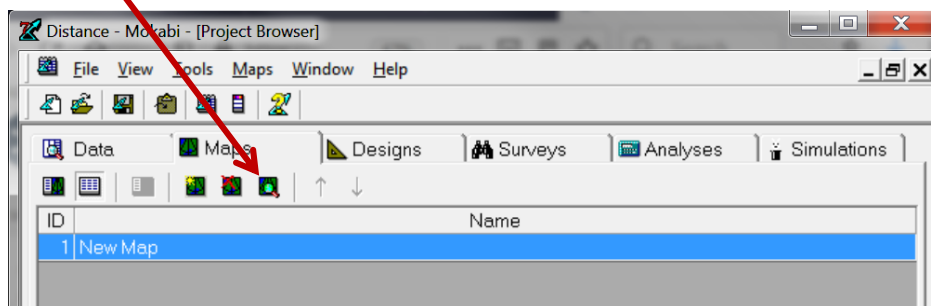 Distance - Mokabi - [Project Browser]
File View Tools Maps Window Help
Data Maps Designs Surveys Analyses Simulations
ID Name
1 New Map